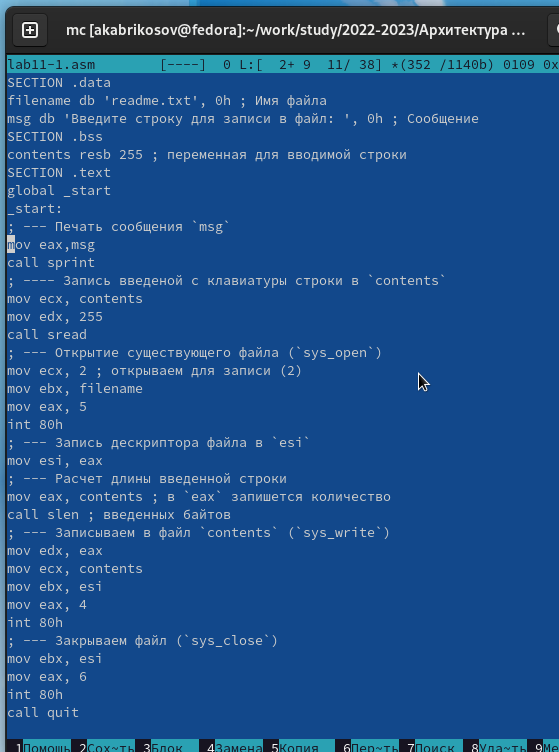 mc [akabrikosov@fedora]:~/work/study/2022-2023/Архитектура ...
lab11-1.asm [----] 0 L:[ 2+ 9 11/ 38] *(352 /1140b) 0109 0x
SECTION .data
filename db 'readme.txt', 0h ; Имя файла
msg db 'Введите строку для записи в файл: ', 0h ; Сообщение
SECTION .bss
contents resb 255 ; переменная для вводимой строки
SECTION .text
global _start
_start:
; --- Печать сообщения `msg`
mov eax,msg
call sprint
; ---- Запись введеной с клавиатуры строки в `contents`
mov ecx, contents
mov edx, 255
call sread
; --- Открытие существующего файла (`sys_open`)
mov ecx, 2 ; открываем для записи (2)
mov ebx, filename
mov eax, 5
int 80h
; --- Запись дескриптора файла в `esi`
mov esi, eax
; --- Расчет длины введенной строки
mov eax, contents ; в `eax` запишется количество
call slen ; введенных байтов
; --- Записываем в файл `contents` (`sys_write`)
mov edx, eax
mov ecx, contents
mov ebx, esi
mov eax, 4
int 80h
; --- Закрываем файл (`sys_close`)
mov ebx, esi
mov eax, 6
int 80h
call quit
1Помощь 2Сох~ть 3Блок 4Замена 5Копия 6Пер~ть 7Поиск 8Уда~ть 9Ме